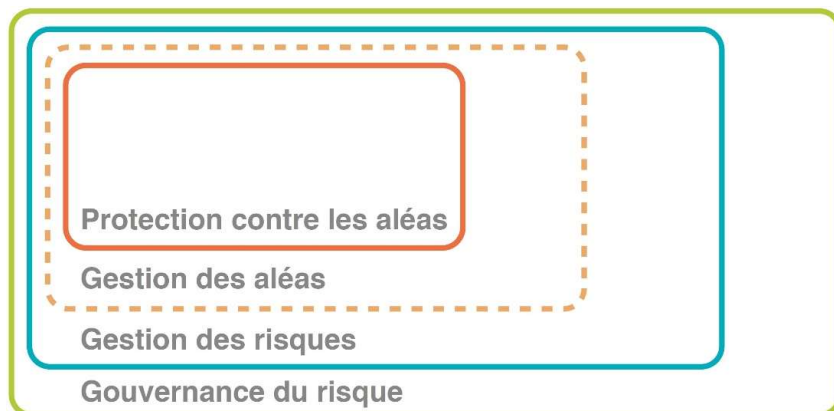 Protection contre les aléas
Gestion des aléas
Gestion des risques
Gouvernance du risque